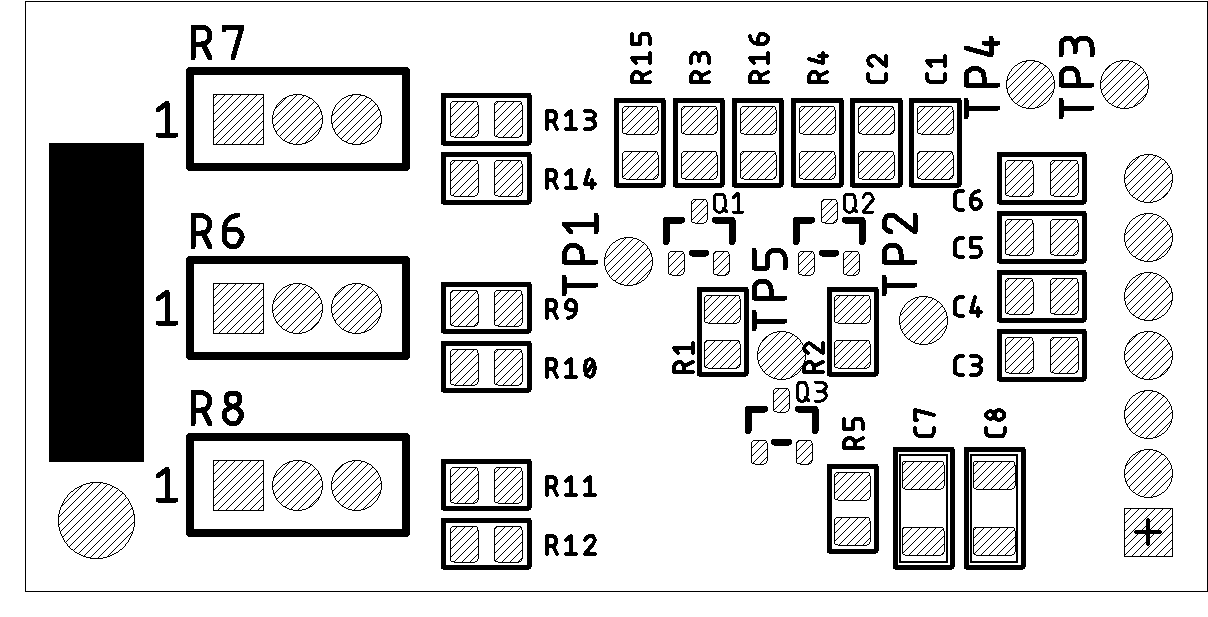 R7
1
R13
R14
R15
R3
R16
R4
C2
C1
TP4
TP3
Q1
Q2
C6
R6
TP1
TP5
TP2
C5
1
R9
C4
R10
R1
R2
C3
R8
Q3
R5
C7
C8
1
R11
R12
+